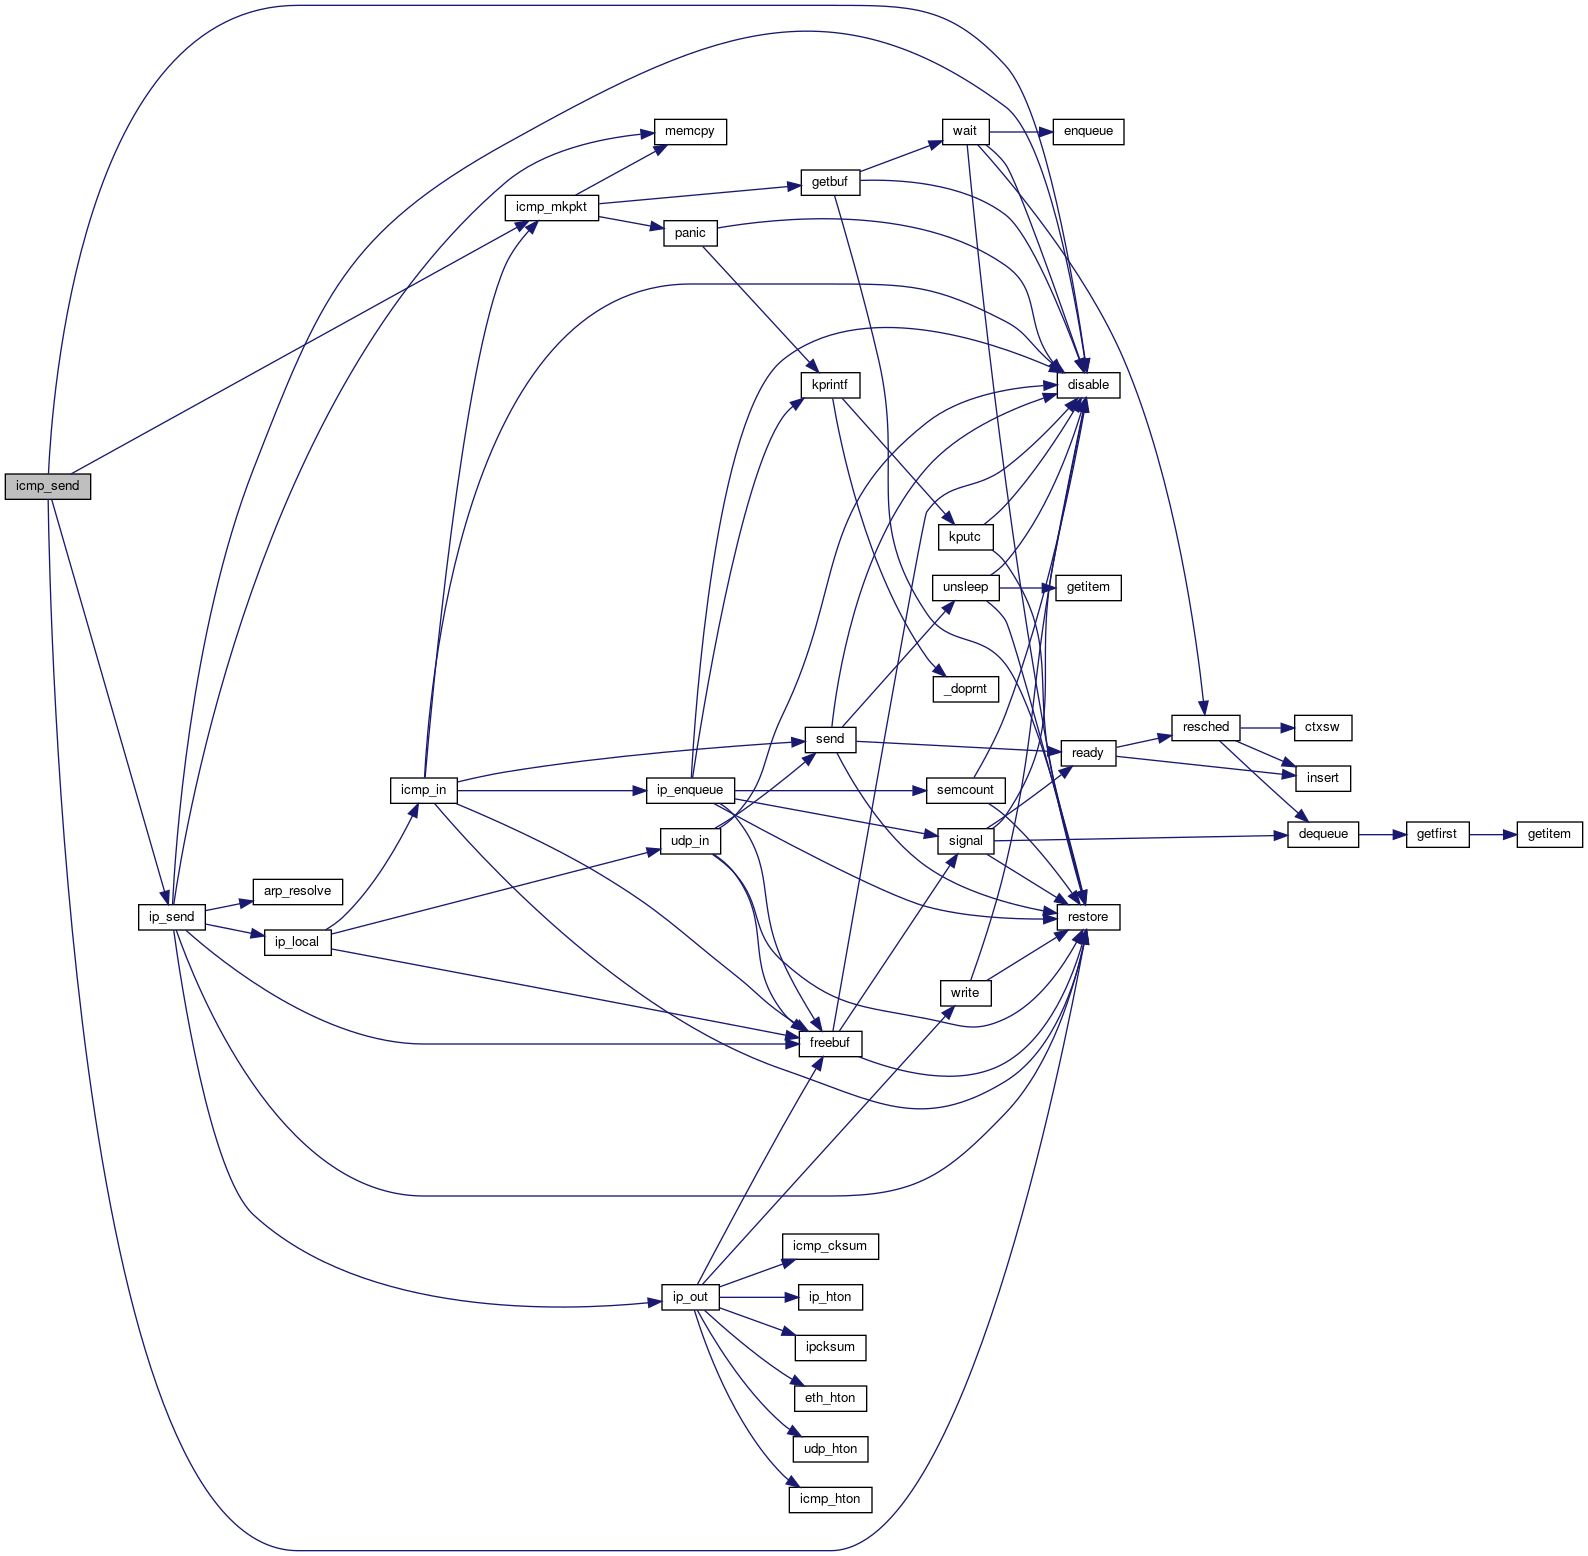 memcpy
wait
enqueue
getbuf
icmp_mkpkt
panic
kprintf
disable
icmp_send
kputc
unsleep
getitem
_doprnt
send
resched
ctxsw
ready
insert
icmp_in
ip_enqueue
semcount
udp_in
signal
dequeue
getfirst
getitem
arp_resolve
ip_send
restore
ip_local
write
freebuf
icmp_cksum
ip_out
ip_hton
ipcksum
eth_hton
udp_hton
icmp_hton